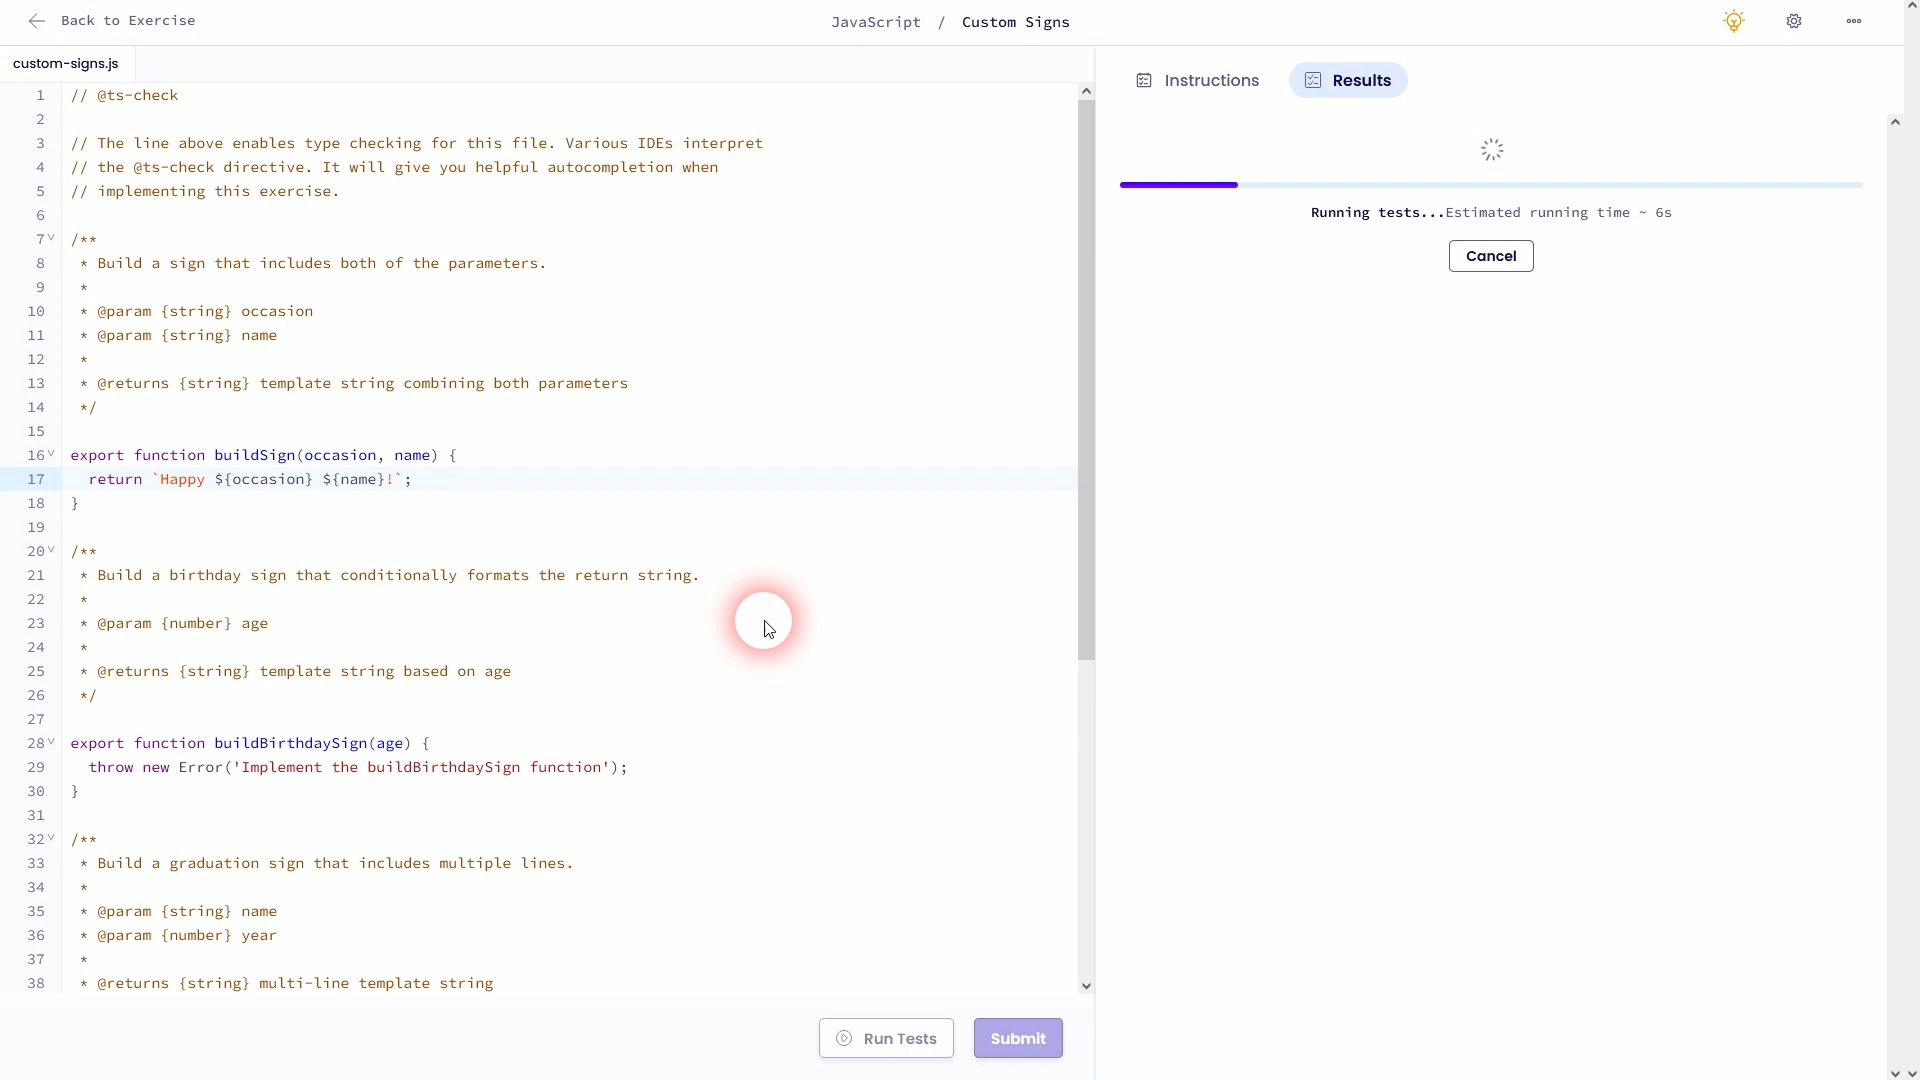 Back to Exercise
JavaScript / Custom Signs
custom-signs.js
Instructions
Results
1 // @ts-check
2
3 // The line above enables type checking for this file. Various IDEs interpret
4 // the @ts-check directive. It will give you helpful autocompletion when
5 // implementing this exercise.
6
7 /**
8 * Build a sign that includes both of the parameters.
9 *
10 * @param {string} occasion
11 * @param {string} name
12 *
13 * @returns {string} template string combining both parameters
14 */
15
16 export function buildSign(occasion, name) {
17 return `Happy ${occasion} ${name}!`;
18 }
19
20 /**
21 * Build a birthday sign that conditionally formats the return string.
22 *
23 * @param {number} age
24 *
25 * @returns {string} template string based on age
26 */
27
28 export function buildBirthdaySign(age) {
29 throw new Error('Implement the buildBirthdaySign function');
30 }
31
32 /**
33 * Build a graduation sign that includes multiple lines.
34 *
35 * @param {string} name
36 * @param {number} year
37 *
38 * @returns {string} multi-line template string
Run Tests
Submit
Running tests...Estimated running time ~ 6s
Cancel